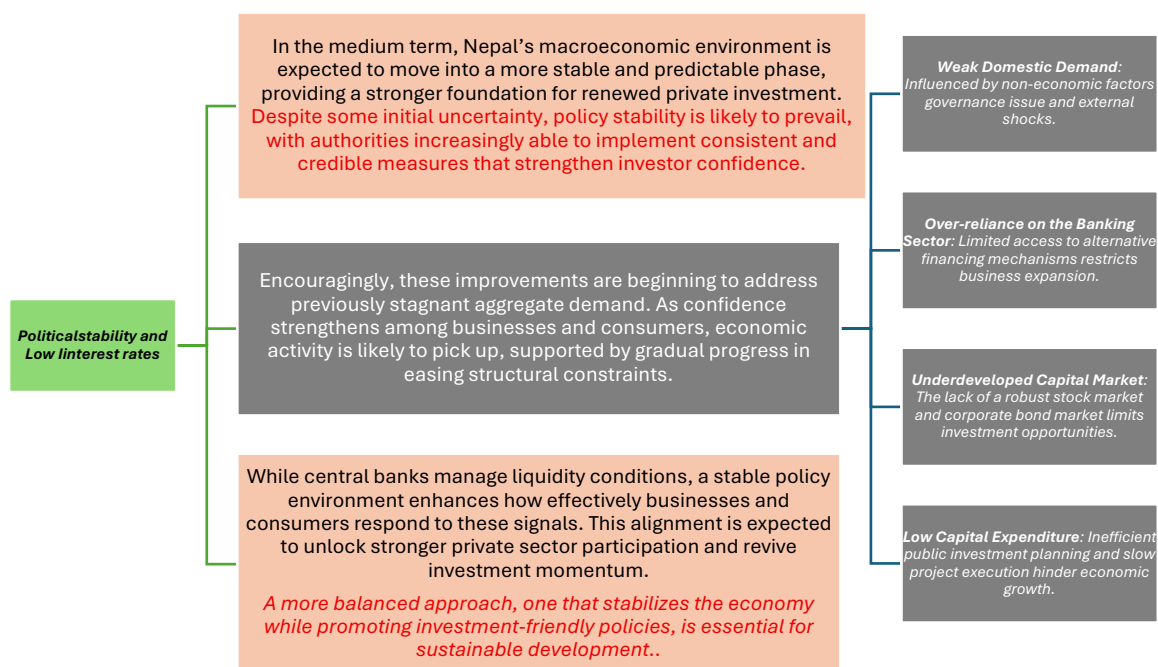 Politicalstability and
Low Iinterest rates
In the medium term, Nepal’s macroeconomic environment is
expected to move into a more stable and predictable phase,
providing a stronger foundation for renewed private investment.
Despite some initial uncertainty, policy stability is likely to prevail,
with authorities increasingly able to implement consistent and
credible measures that strengthen investor confidence.
Encouragingly, these improvements are beginning to address
previously stagnant aggregate demand. As confidence
strengthens among businesses and consumers, economic
activity is likely to pick up, supported by gradual progress in
easing structural constraints.
While central banks manage liquidity conditions, a stable policy
environment enhances how effectively businesses and
consumers respond to these signals. This alignment is expected
to unlock stronger private sector participation and revive
investment momentum.
A more balanced approach, one that stabilizes the economy
while promoting investment-friendly policies, is essential for
sustainable development..
Weak Domestic Demand:
Influenced by non-economic factors
governance issue and external
shocks.
Over-reliance on the Banking
Sector: Limited access to alternative
financing mechanisms restricts
business expansion.
Underdeveloped Capital Market:
The lack of a robust stock market
and corporate bond market limits
investment opportunities.
Low Capital Expenditure: Inefficient
public investment planning and slow
project execution hinder economic
growth.